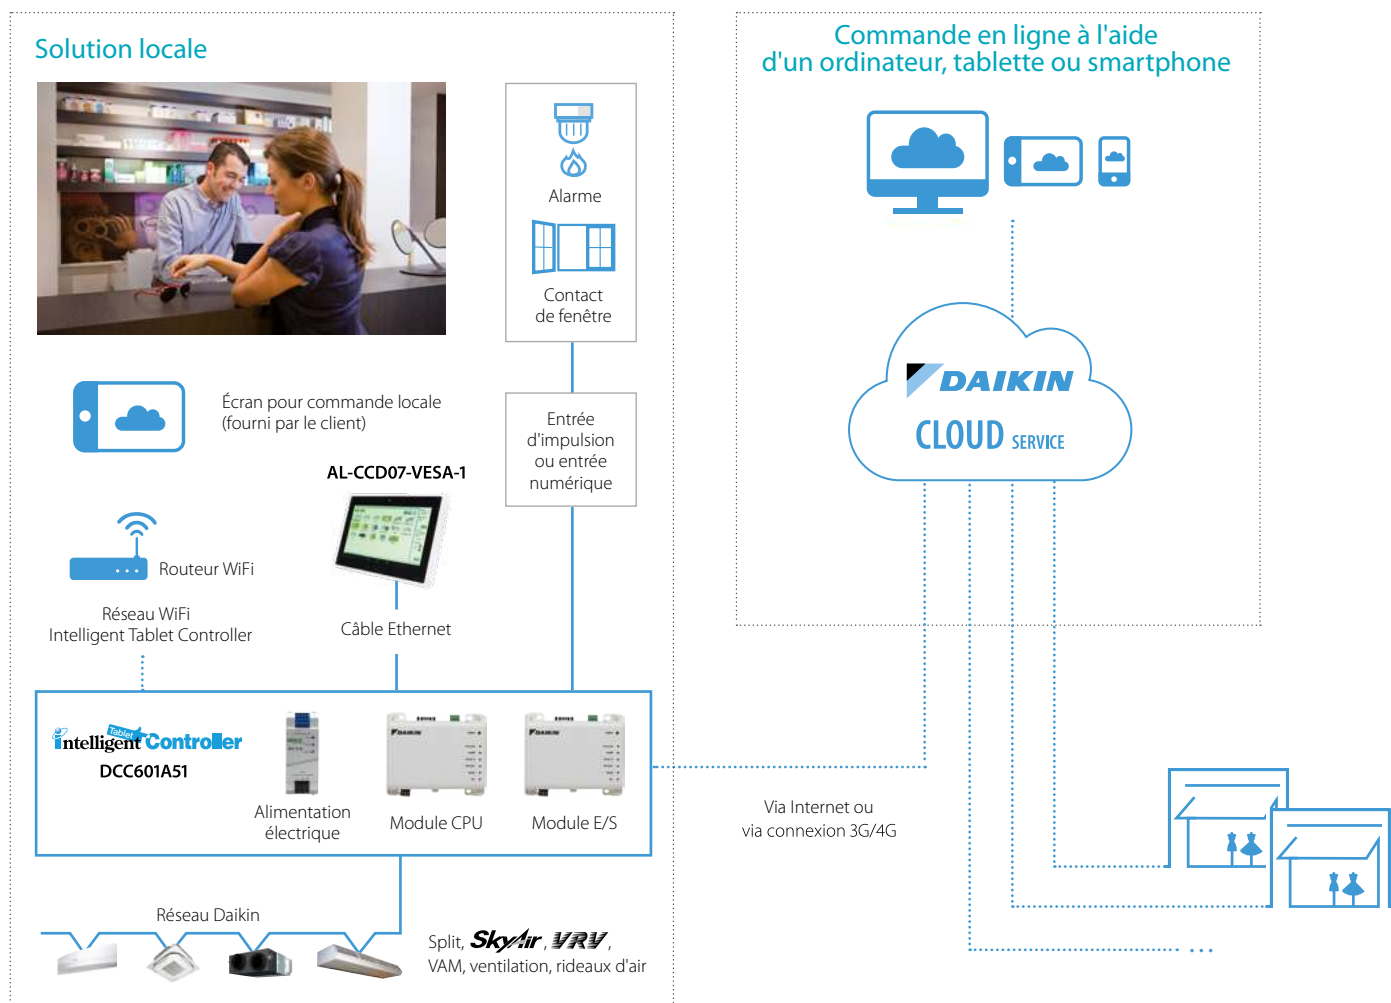 Solution locale
Alarme
Contact
de fenêtre
Écran pour commande locale
(fourni par le client)
Entrée
d'impulsion
ou entrée
numérique
AL-CCD07-VESA-1
Routeur WiFi
Réseau WiFi
Intelligent Tablet Controller
Câble Ethernet
intelligent Tablet Controller
DCC601A51
DAIKIN
DAIKIN
Alimentation
électrique
Module CPU
Module E/S
Réseau Daikin
Split, SkyAir, VRV,
VAM, ventilation, rideaux d'air
Commande en ligne à l'aide
d'un ordinateur, tablette ou smartphone
DAIKIN
CLOUD SERVICE
Via Internet ou
via connexion 3G/4G
...